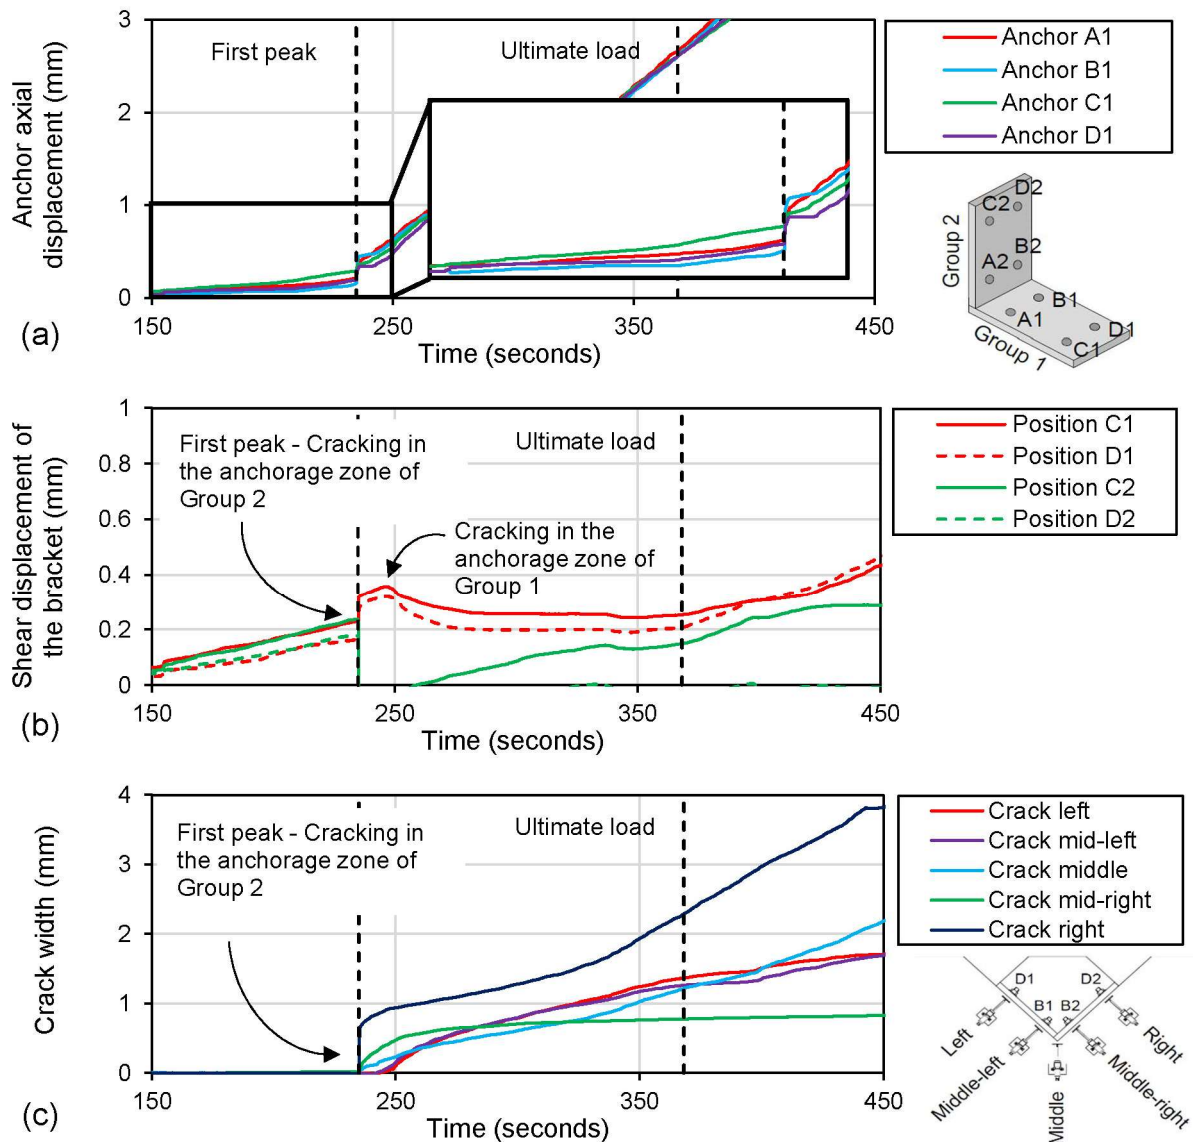 Anchor axial
displacement (mm)
3
2
1
0
First peak
Ultimate load
150
250
350
450
Time (seconds)
(a)
Anchor A1
Anchor B1
Anchor C1
Anchor D1
Group 2
D2
C2
B2
A2
B1
A1
D1
C1
Group 1
Shear displacement of
the bracket (mm)
1
0.8
0.6
0.4
0.2
0
First peak - Cracking in
the anchorage zone of
Group 2
Ultimate load
Cracking in the
anchorage zone of
Group 1
150
250
350
450
Time (seconds)
(b)
Position C1
Position D1
Position C2
Position D2
Crack width (mm)
4
3
2
1
0
First peak - Cracking in
the anchorage zone of
Group 2
Ultimate load
150
250
350
450
Time (seconds)
(c)
Crack left
Crack mid-left
Crack middle
Crack mid-right
Crack right
D1
D2
B1
B2
Left
Middle-left
Middle
Middle-right
Right